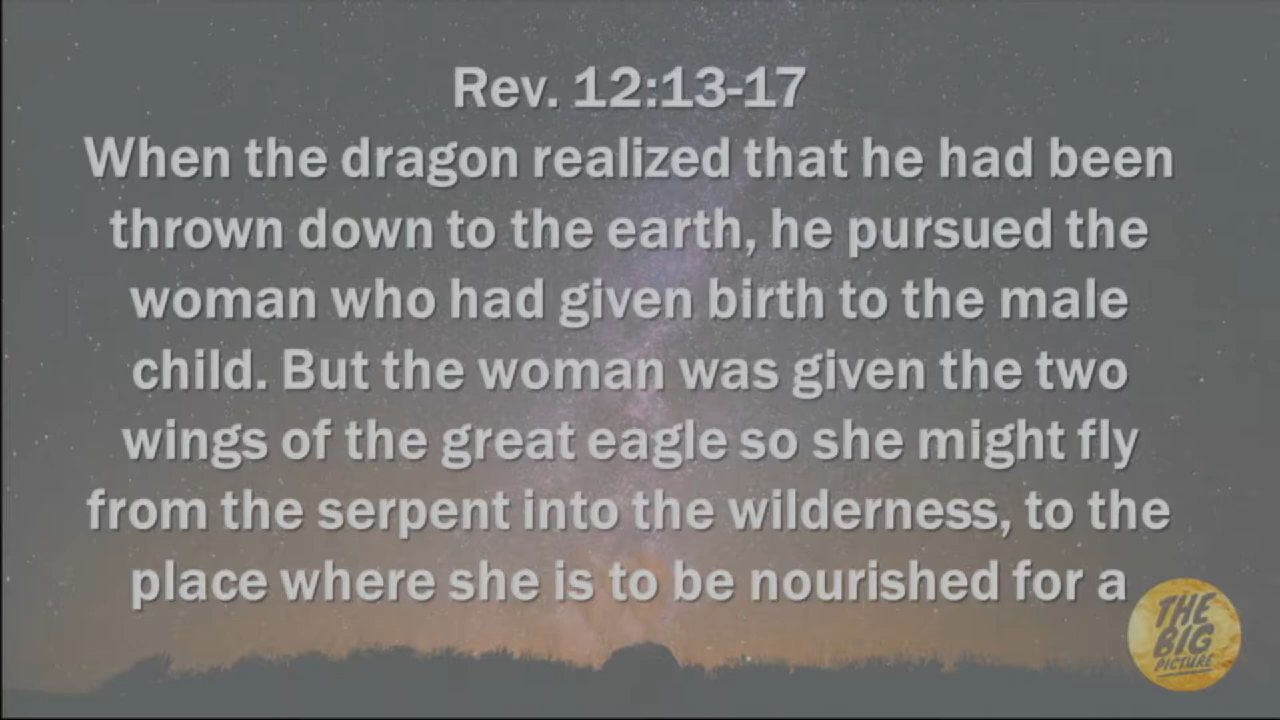 Rev. 12:13-17
When the dragon realized that he had been
thrown down to the earth, he pursued the
woman who had given birth to the male
child. But the woman was given the two
wings of the great eagle so she might fly
from the serpent into the wilderness, to the
place where she is to be nourished for a
THE
BIG
PICTURE